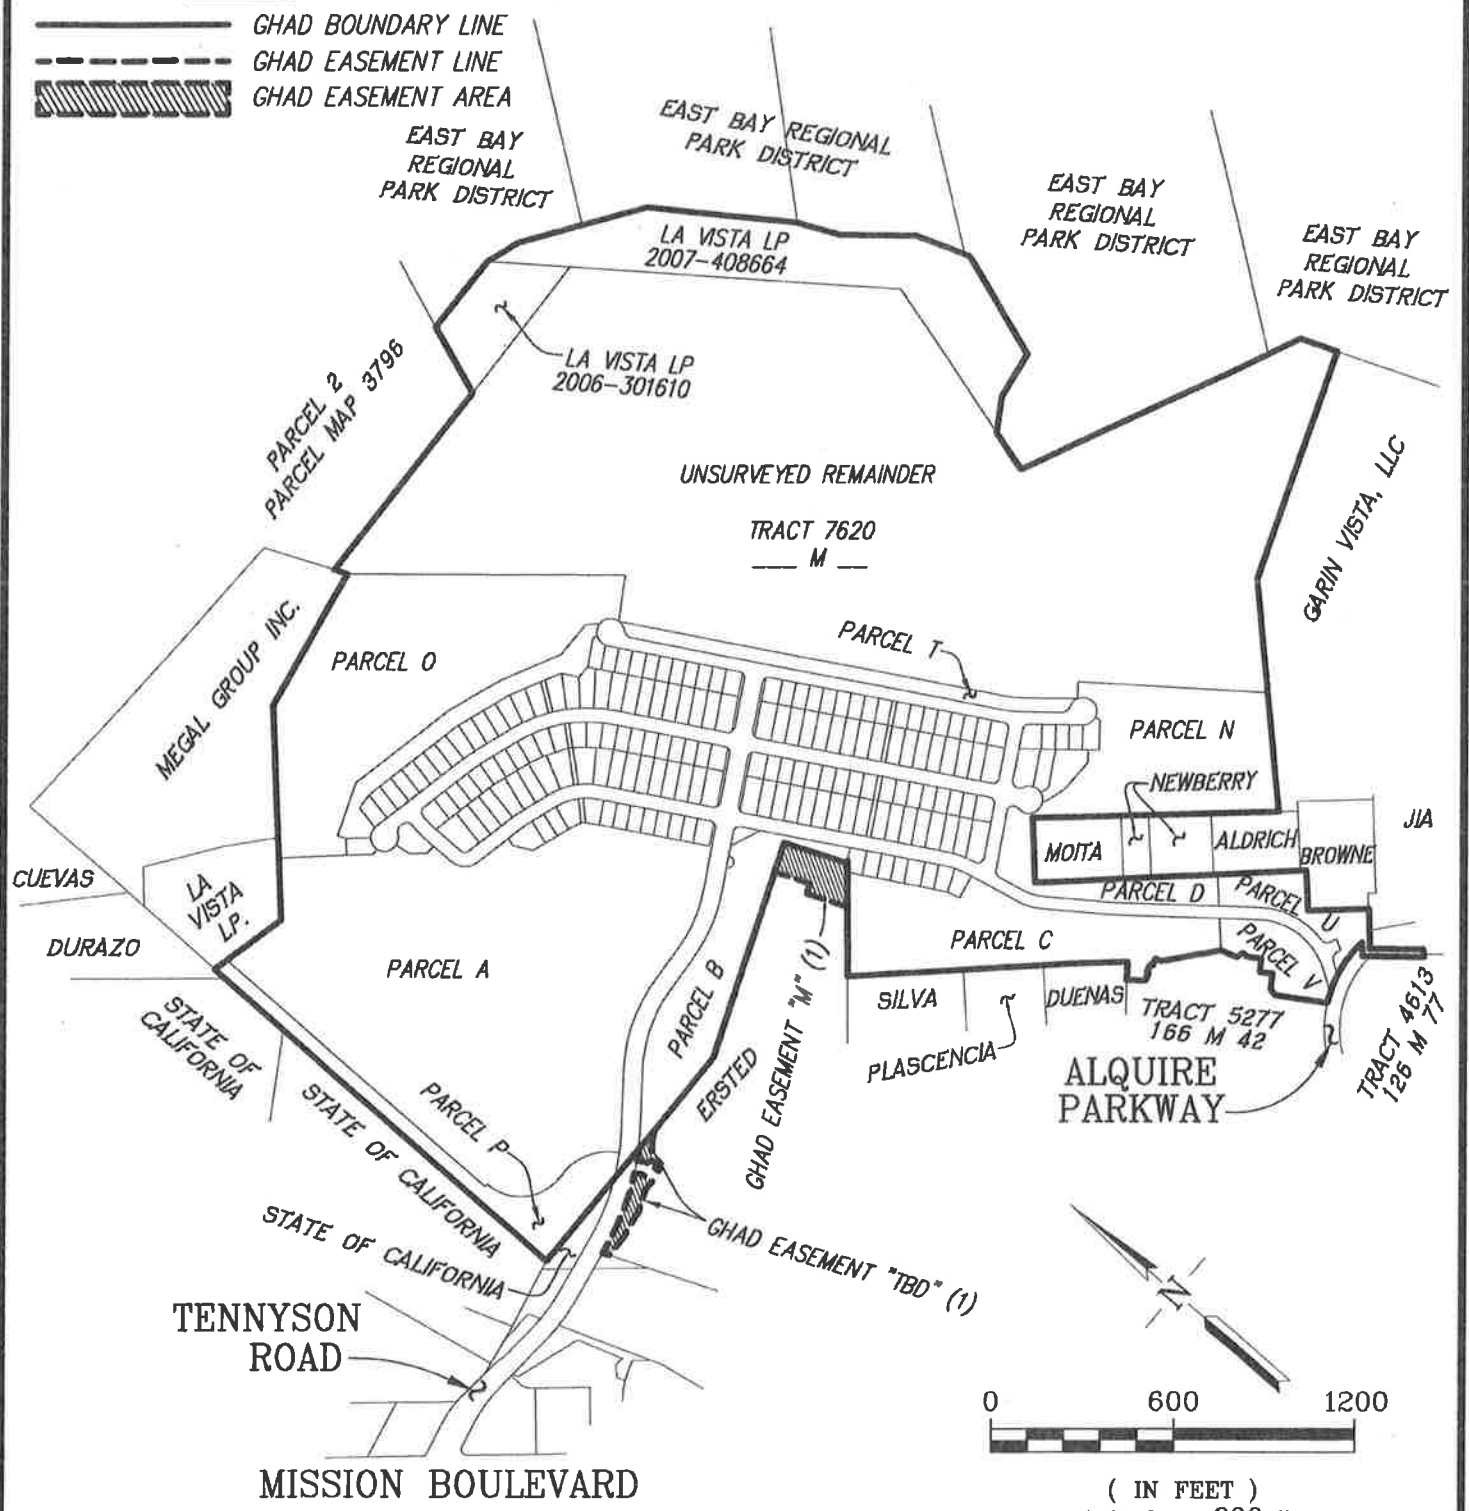 GHAD BOUNDARY LINE
GHAD EASEMENT LINE
GHAD EASEMENT AREA
EAST BAY
REGIONAL
PARK DISTRICT
EAST BAY REGIONAL
PARK DISTRICT
EAST BAY
REGIONAL
PARK DISTRICT
EAST BAY
REGIONAL
PARK DISTRICT
LA VISTA LP
2007-408664
LA VISTA LP
2006-301610
PARCEL 2
PARCEL MAP 3796
UNSURVEYED REMAINDER
TRACT 7620
___ M __
GARIN VISTA, LLC
MEGAL GROUP INC.
PARCEL O
PARCEL T
PARCEL N
NEWBERRY
MOITA
ALDRICH
BROWNE
JIA
CUEVAS
LA
VISTA
LP.
DURAZO
PARCEL A
PARCEL B
PARCEL C
PARCEL D
PARCEL U
PARCEL V
SILVA
PLASCENCIA
DUENAS
TRACT 5277
166 M 42
TRACT 4613
126 M 77
ALQUIRE
PARKWAY
ERSTED
GHAD EASEMENT "M" (1)
STATE OF
CALIFORNIA
STATE OF CALIFORNIA
PARCEL P
STATE OF CALIFORNIA
GHAD EASEMENT "TBD" (1)
TENNYSON
ROAD
MISSION BOULEVARD
N
0 600 1200
( IN FEET )